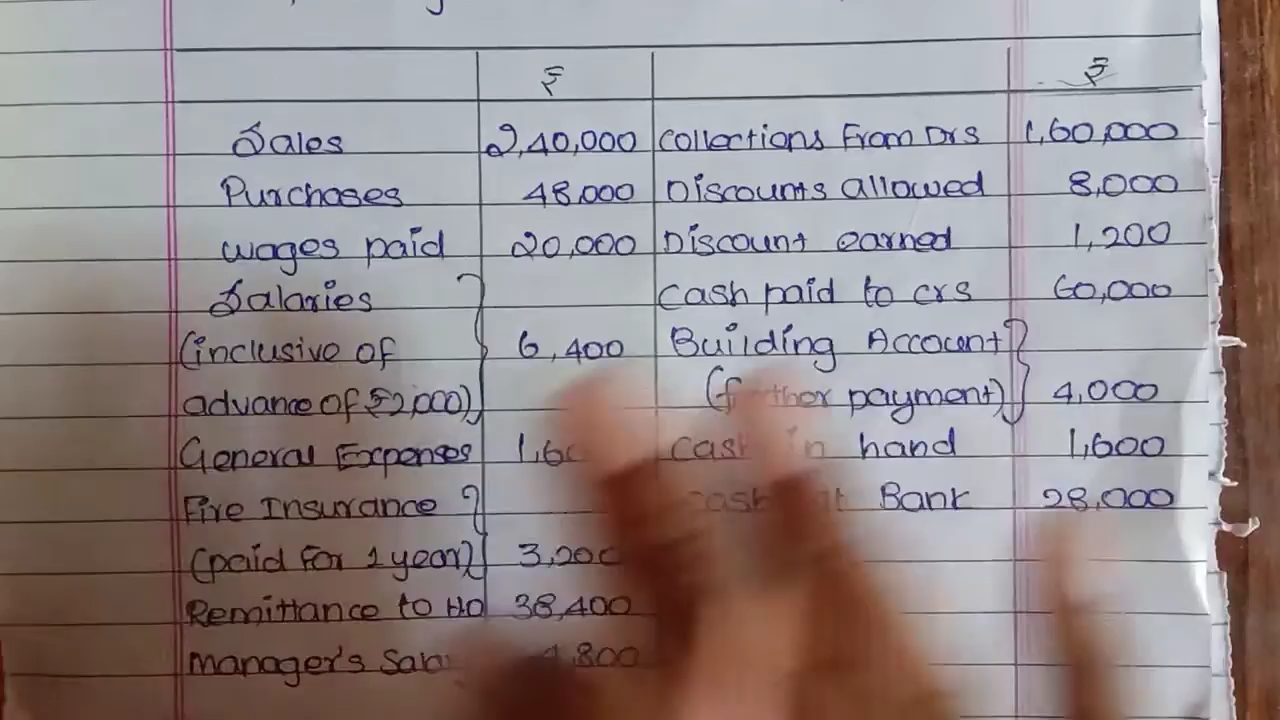 ₹ ₹
Sales 2,40,000 Collections From Drs 1,60,000
Purchases 48,000 Discounts allowed 8,000
wages paid 20,000 Discount earned 1,200
Salaries Cash paid to crs 60,000
(inclusive of 6,400 Building Account
advance of ₹2,000) payment) 4,000
General Expenses hand 1,600
Fire Insurance Bank 28,000
(paid for 1 year)
Remittance to HO 38,400
manager's